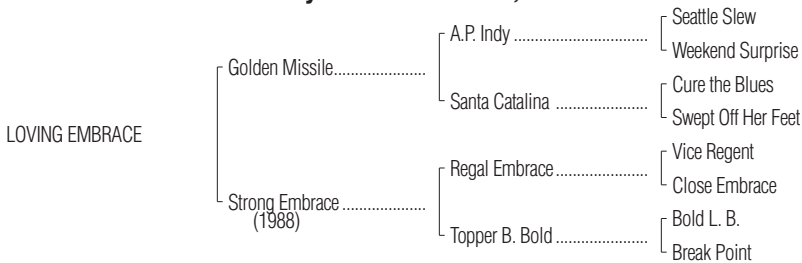 Seattle Slew
A.P. Indy ..............................
Weekend Surprise
Golden Missile.....................
Cure the Blues
Santa Catalina .....................
Swept Off Her Feet
LOVING EMBRACE
Vice Regent
Regal Embrace.....................
Close Embrace
Strong Embrace ...................
(1988)
Bold L. B.
Topper B. Bold .....................
Break Point